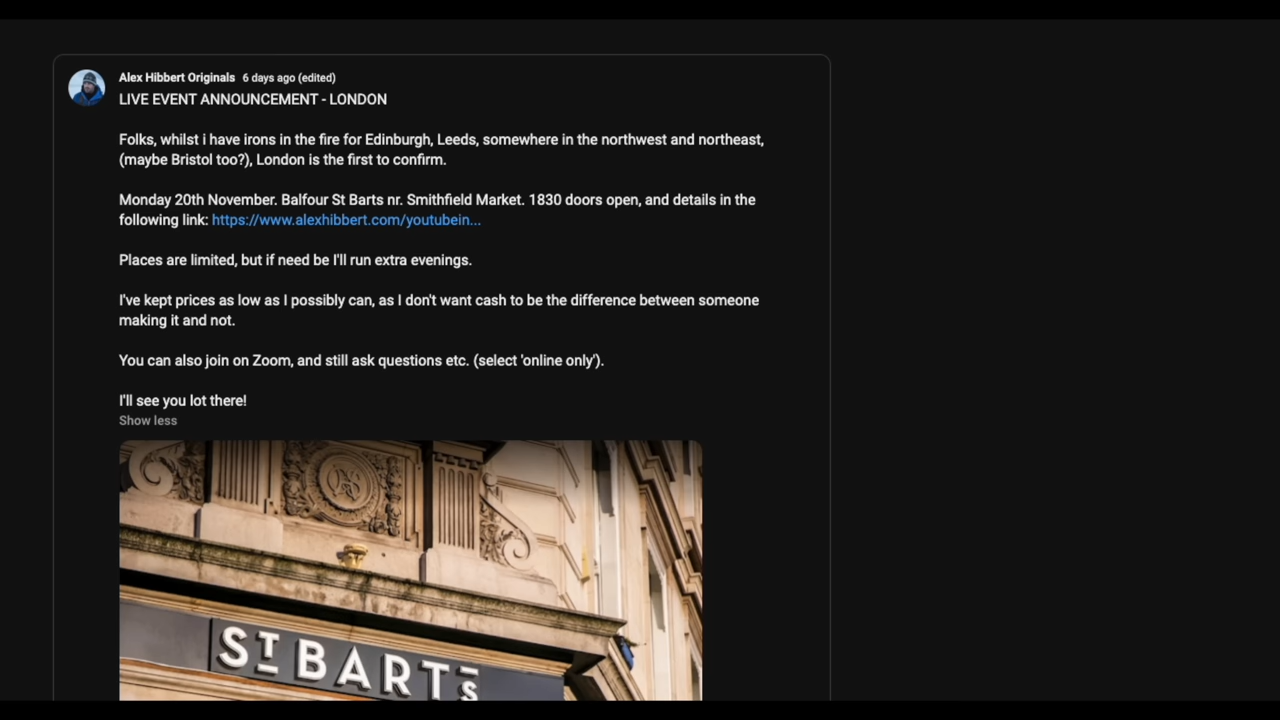 Alex Hibbert Originals 6 days ago (edited)
LIVE EVENT ANNOUNCEMENT - LONDON
Folks, whilst i have irons in the fire for Edinburgh, Leeds, somewhere in the northwest and northeast,
(maybe Bristol too?), London is the first to confirm.
Monday 20th November. Balfour St Barts nr. Smithfield Market. 1830 doors open, and details in the
following link: https://www.alexhibbert.com/youtubein...
Places are limited, but if need be I'll run extra evenings.
I've kept prices as low as I possibly can, as I don't want cash to be the difference between someone
making it and not.
You can also join on Zoom, and still ask questions etc. (select 'online only').
I'll see you lot there!
Show less
ST BARTS